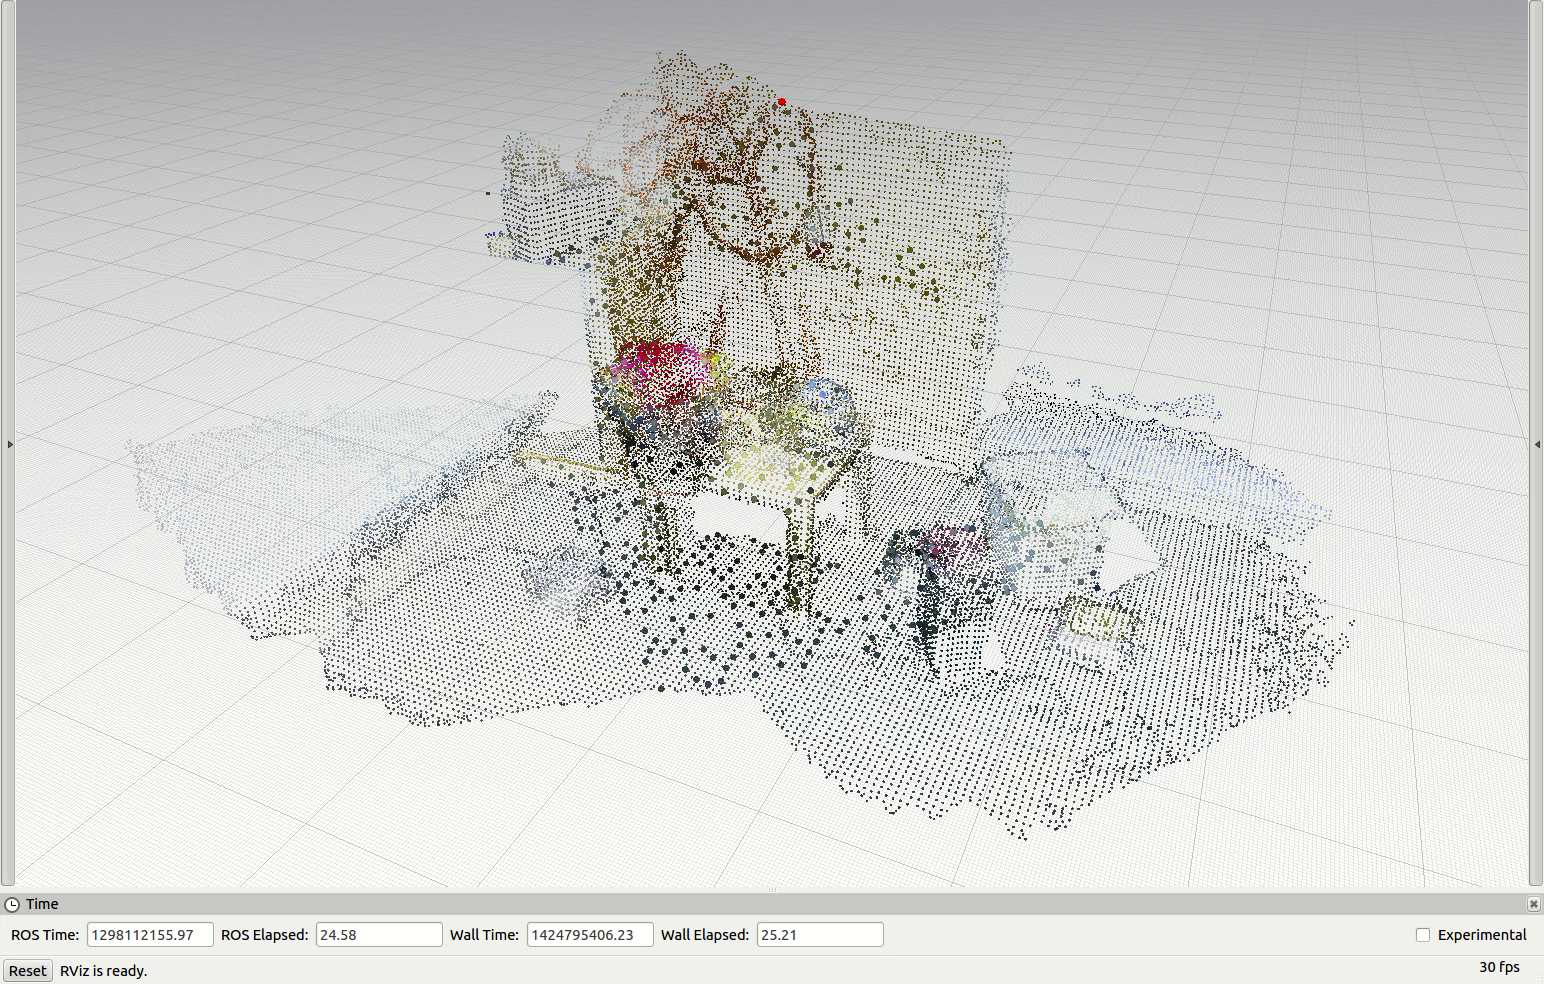 Time
ROS Time: 1298112155.97 ROS Elapsed: 24.58 Wall Time: 1424795406.23 Wall Elapsed: 25.21 Experimental
Reset RViz is ready. 30 fps